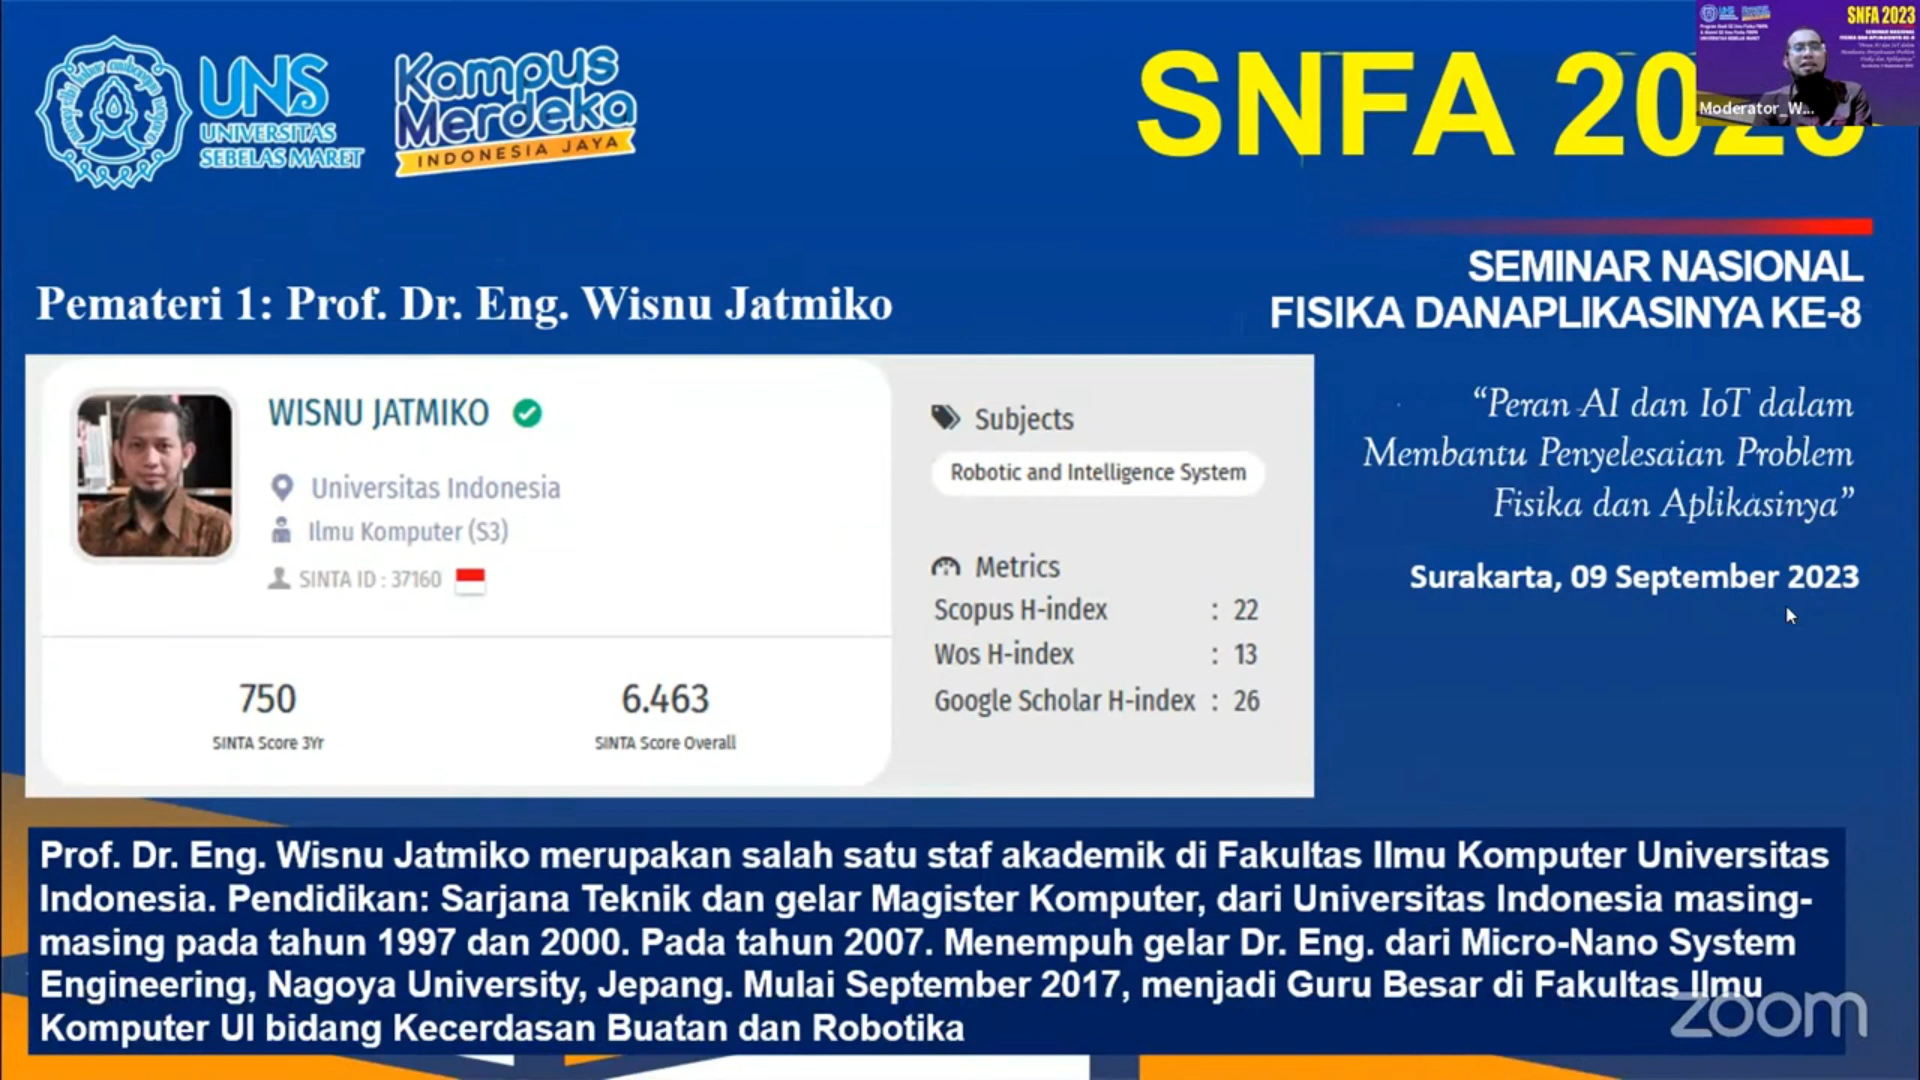 UNS
UNIVERSITAS
SEBELAS MARET
Kampus
Merdeka
INDONESIA JAYA
SNFA 2023
SNFA 2023
Moderator_W...
SEMINAR NASIONAL
FISIKA DANAPLIKASINYA KE-8
"Peran AI dan IoT dalam
Membantu Penyelesaian Problem
Fisika dan Aplikasinya"
Surakarta, 09 September 2023
Pemateri 1: Prof. Dr. Eng. Wisnu Jatmiko
WISNU JATMIKO
Universitas Indonesia
Ilmu Komputer (S3)
SINTA ID : 37160
750
SINTA Score 3Yr
6.463
SINTA Score Overall
Subjects
Robotic and Intelligence System
Metrics
Scopus H-index : 22
Wos H-index : 13
Google Scholar H-index : 26
Prof. Dr. Eng. Wisnu Jatmiko merupakan salah satu staf akademik di Fakultas Ilmu Komputer Universitas
Indonesia. Pendidikan: Sarjana Teknik dan gelar Magister Komputer, dari Universitas Indonesia masing-
masing pada tahun 1997 dan 2000. Pada tahun 2007. Menempuh gelar Dr. Eng. dari Micro-Nano System
Engineering, Nagoya University, Jepang. Mulai September 2017, menjadi Guru Besar di Fakultas Ilmu
Komputer UI bidang Kecerdasan Buatan dan Robotika
zoom